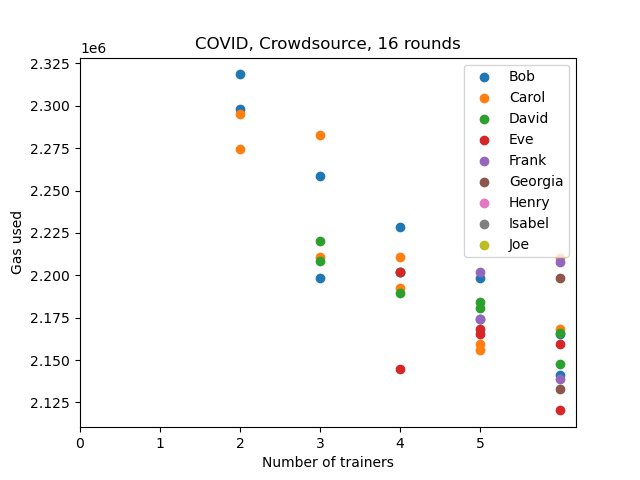 COVID, Crowdsource, 16 rounds
1e6
2.325
2.300
2.275
2.250
2.225
2.200
2.175
2.150
2.125
Gas used
Bob
Carol
David
Eve
Frank
Georgia
Henry
Isabel
Joe
0 1 2 3 4 5
Number of trainers